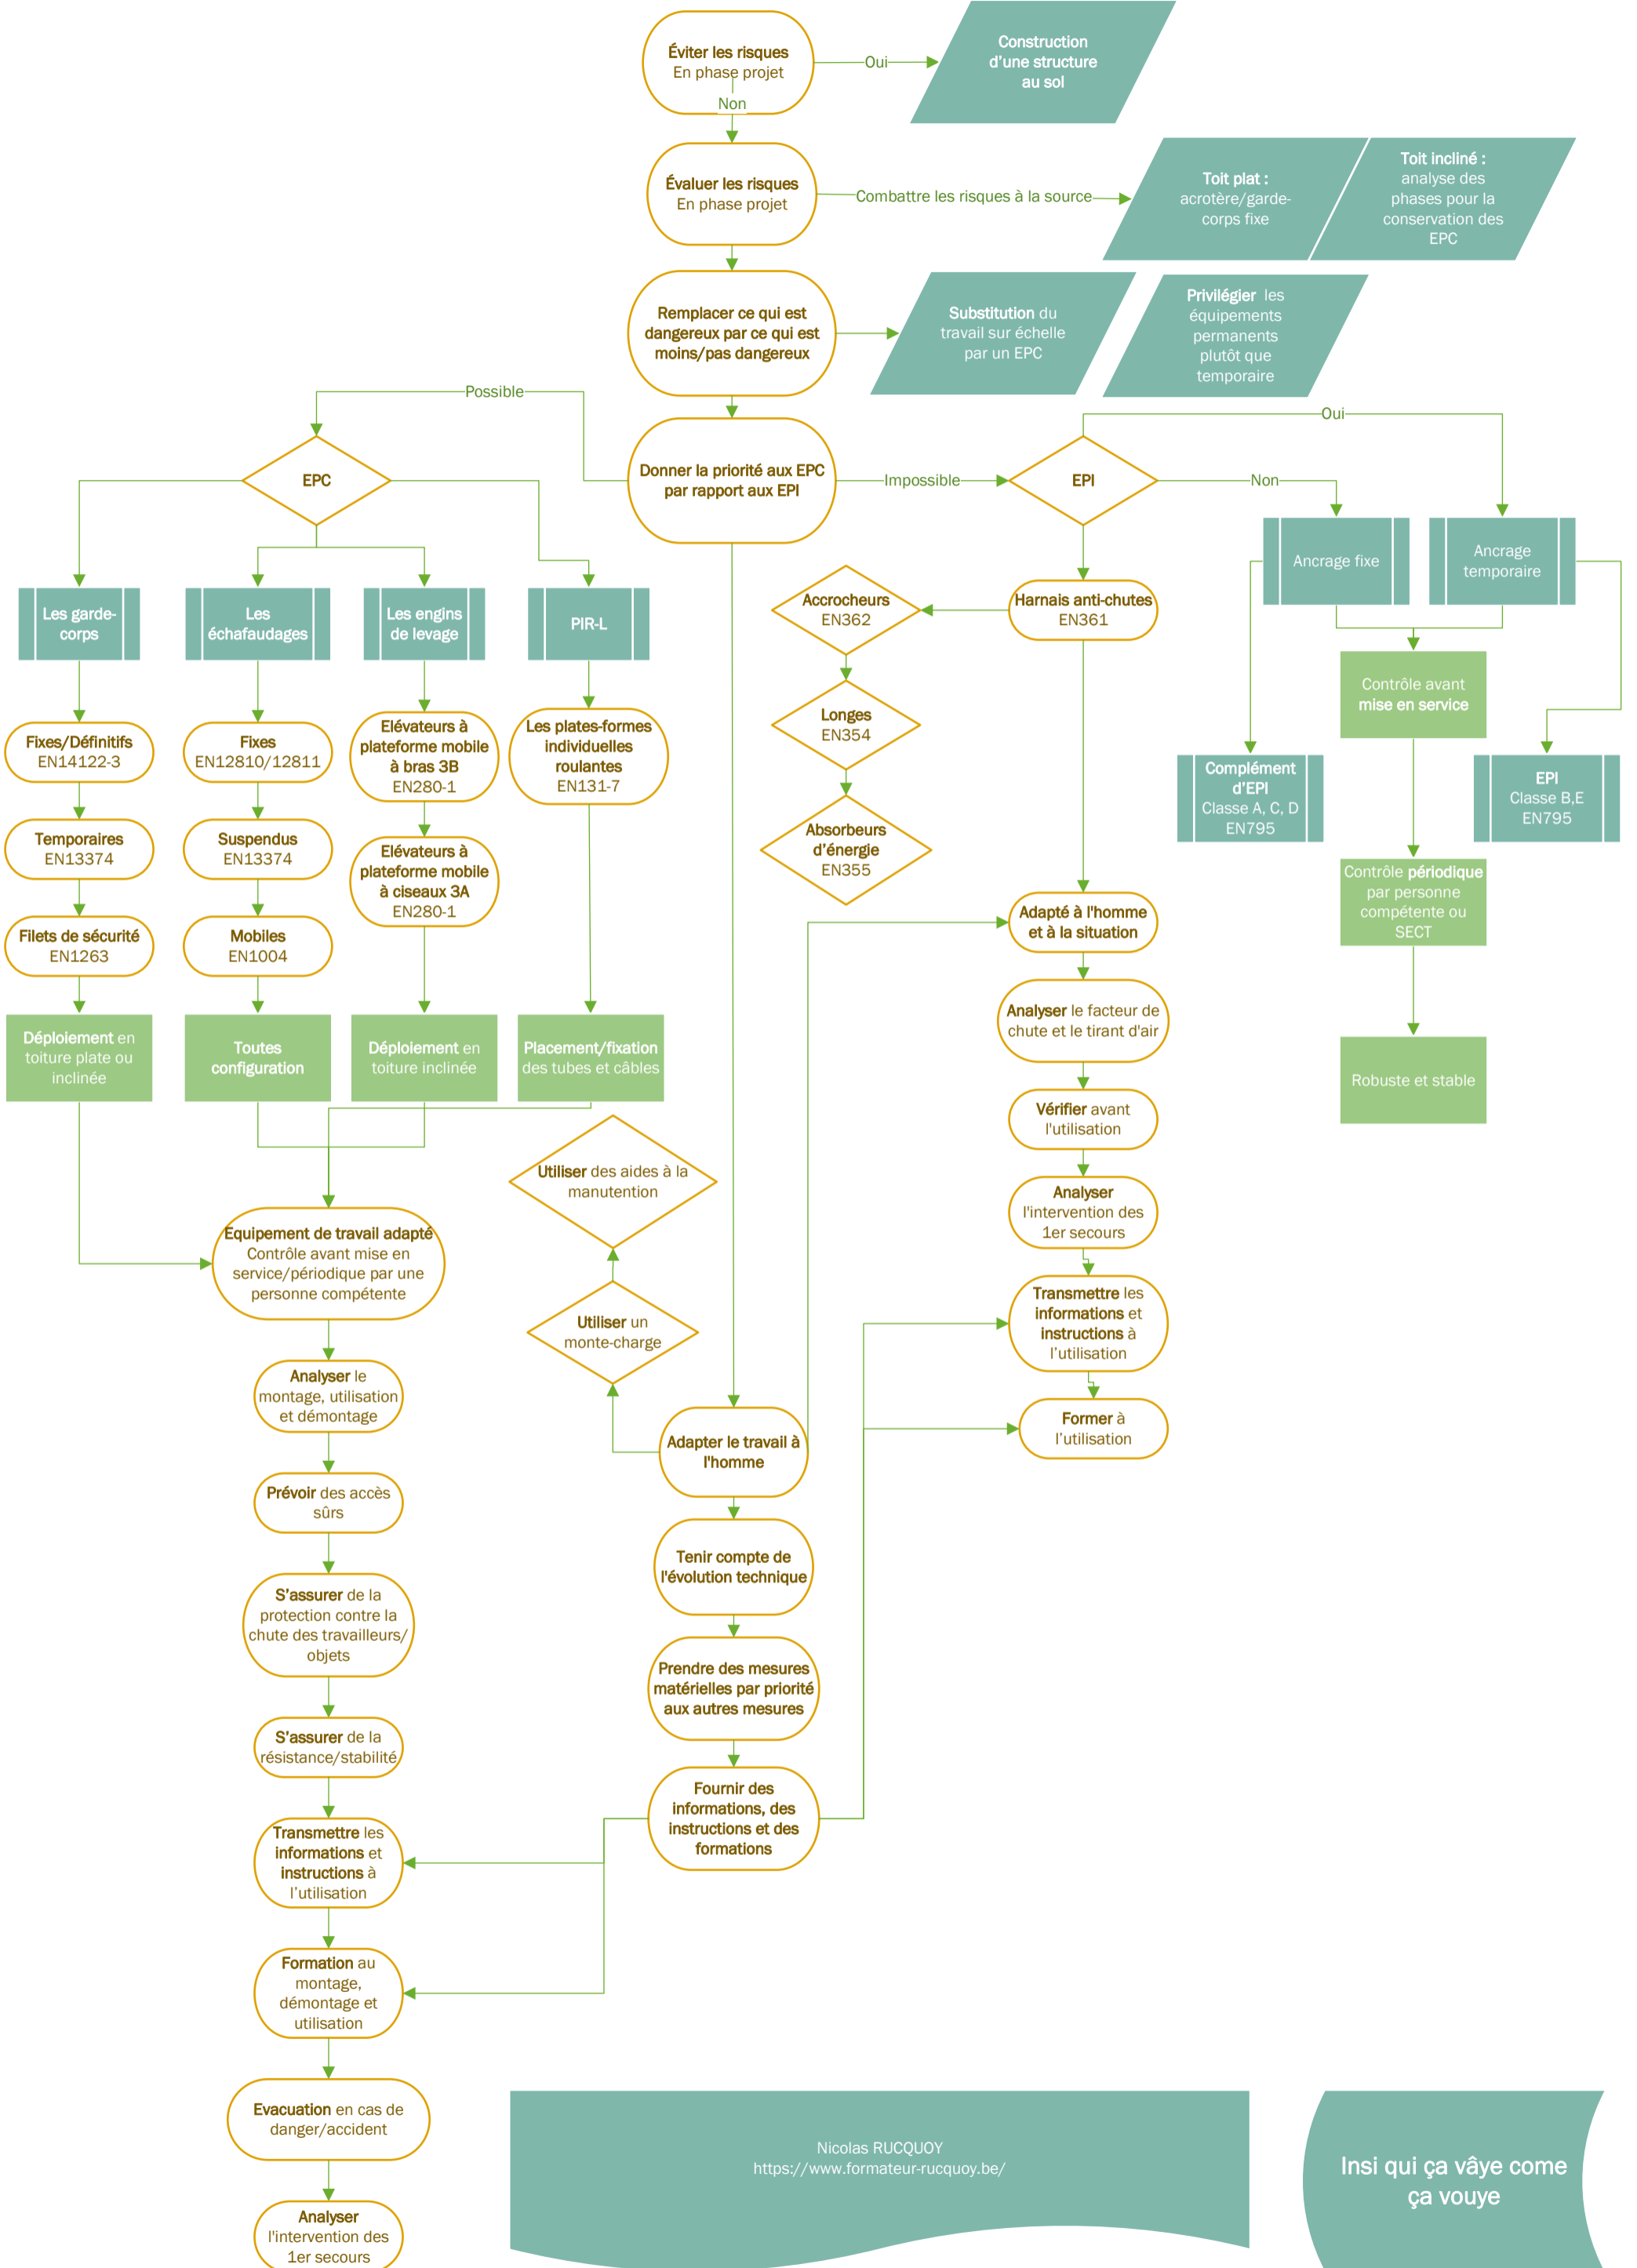 Éviter les risques
En phase projet
Oui
Non
Construction
d'une structure
au sol
Évaluer les risques
En phase projet
Combattre les risques à la source
Toit plat :
acrotère/garde-
corps fixe
Toit incliné :
analyse des
phases pour la
conservation des
EPC
Remplacer ce qui est
dangereux par ce qui est
moins/pas dangereux
Substitution du
travail sur échelle
par un EPC
Privilégier les
équipements
permanents
plutôt que
temporaire
Possible
Donner la priorité aux EPC
par rapport aux EPI
Impossible
EPC
EPI
Oui
Non
Les garde-
corps
Les
échafaudages
Les engins
de levage
PIR-L
Fixes/Définitifs
EN14122-3
Temporaires
EN13374
Filets de sécurité
EN1263
Déploiement en
toiture plate ou
inclinée
Fixes
EN12810/12811
Suspendus
EN13374
Mobiles
EN1004
Toutes
configuration
Elévateurs à
plateforme mobile
à bras 3B
EN280-1
Elévateurs à
plateforme mobile
à ciseaux 3A
EN280-1
Déploiement en
toiture inclinée
Les plates-formes
individuelles
roulantes
EN131-7
Placement/fixation
des tubes et câbles
Accrocheurs
EN362
Longes
EN354
Absorbeurs
d'énergie
EN355
Harnais anti-chutes
EN361
Ancrage fixe
Ancrage
temporaire
Contrôle avant
mise en service
Complément
d'EPI
Classe A, C, D
EN795
EPI
Classe B,E
EN795
Contrôle périodique
par personne
compétente ou
SECT
Robuste et stable
Adapté à l'homme
et à la situation
Analyser le facteur de
chute et le tirant d'air
Vérifier avant
l'utilisation
Analyser
l'intervention des
1er secours
Transmettre les
informations et
instructions à
l'utilisation
Former à
l'utilisation
Utiliser des aides à la
manutention
Utiliser un
monte-charge
Adapter le travail à
l'homme
Tenir compte de
l'évolution technique
Prendre des mesures
matérielles par priorité
aux autres mesures
Fournir des
informations, des
instructions et des
formations
Equipement de travail adapté
Contrôle avant mise en
service/périodique par une
personne compétente
Analyser le
montage, utilisation
et démontage
Prévoir des accès
sûrs
S'assurer de la
protection contre la
chute des travailleurs/
objets
S'assurer de la
résistance/stabilité
Transmettre les
informations et
instructions à
l'utilisation
Formation au
montage,
démontage et
utilisation
Evacuation en cas de
danger/accident
Analyser
l'intervention des
1er secours
Nicolas RUCQUOY
https://www.formateur-rucquoy.be/
Insi qui ça vâye come
ça vouye